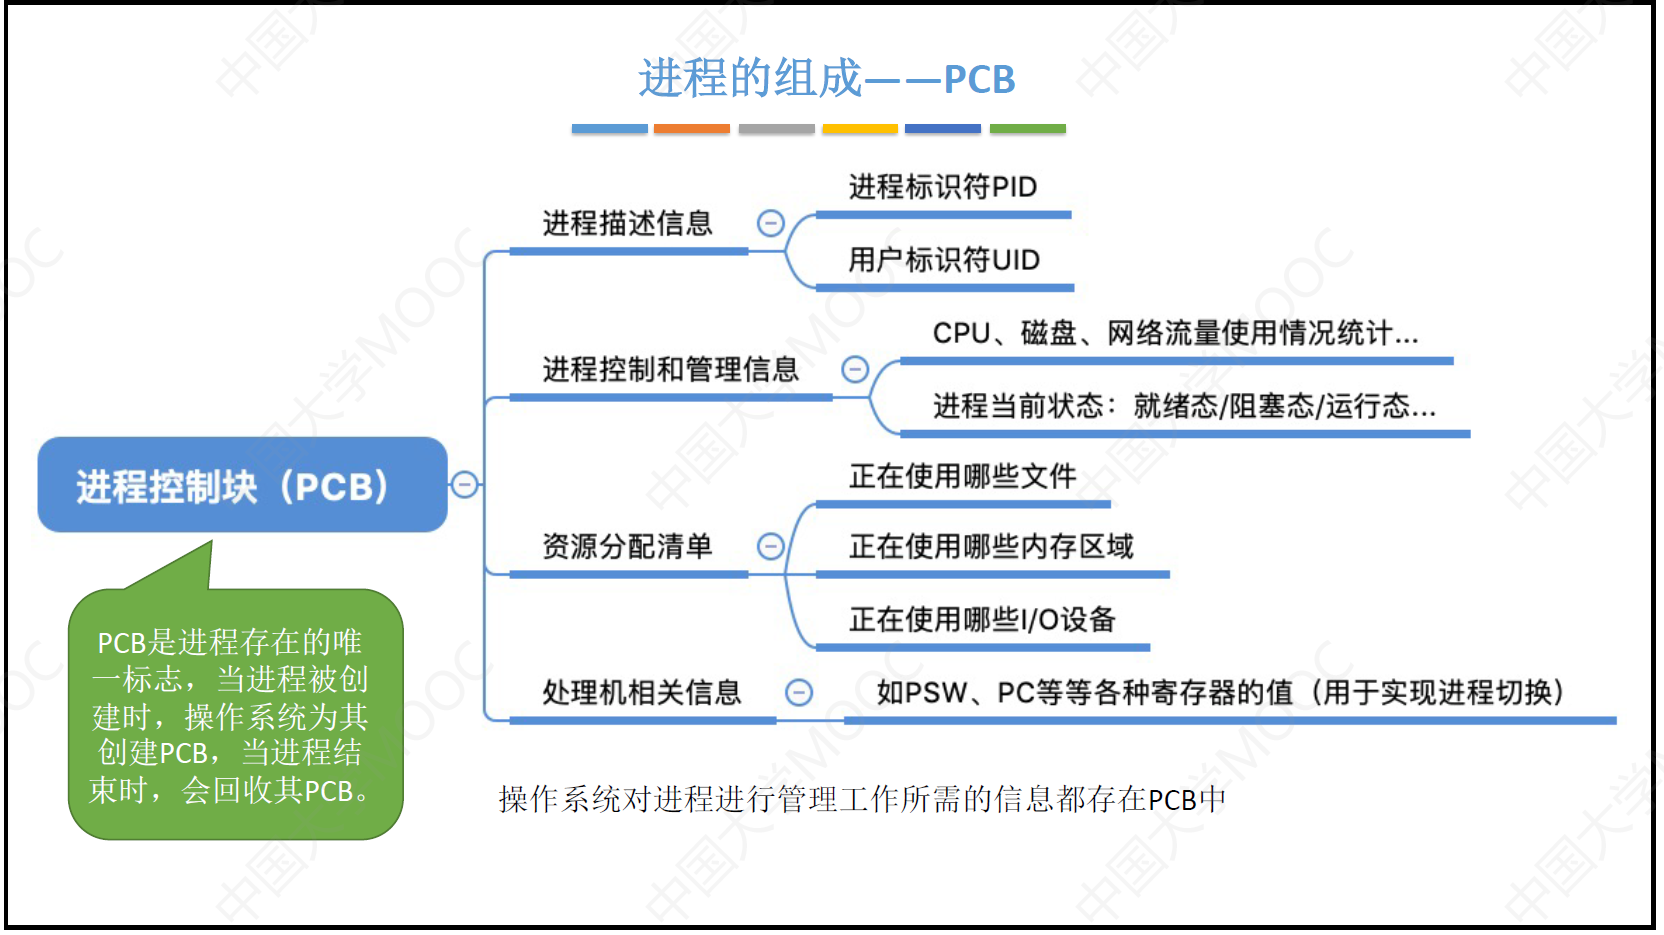 进程的组成——PCB
进程标识符PID
进程描述信息
用户标识符UID
CPU、磁盘、网络流量使用情况统计...
进程控制和管理信息
进程当前状态：就绪态/阻塞态/运行态...
进程控制块（PCB）
正在使用哪些文件
资源分配清单
正在使用哪些内存区域
正在使用哪些I/O设备
处理机相关信息
如PSW、PC等等各种寄存器的值（用于实现进程切换）
PCB是进程存在的唯
一标志，当进程被创
建时，操作系统为其
创建PCB，当进程结
束时，会回收其PCB。
操作系统对进程进行管理工作所需的信息都存在PCB中
中国大学MOOC